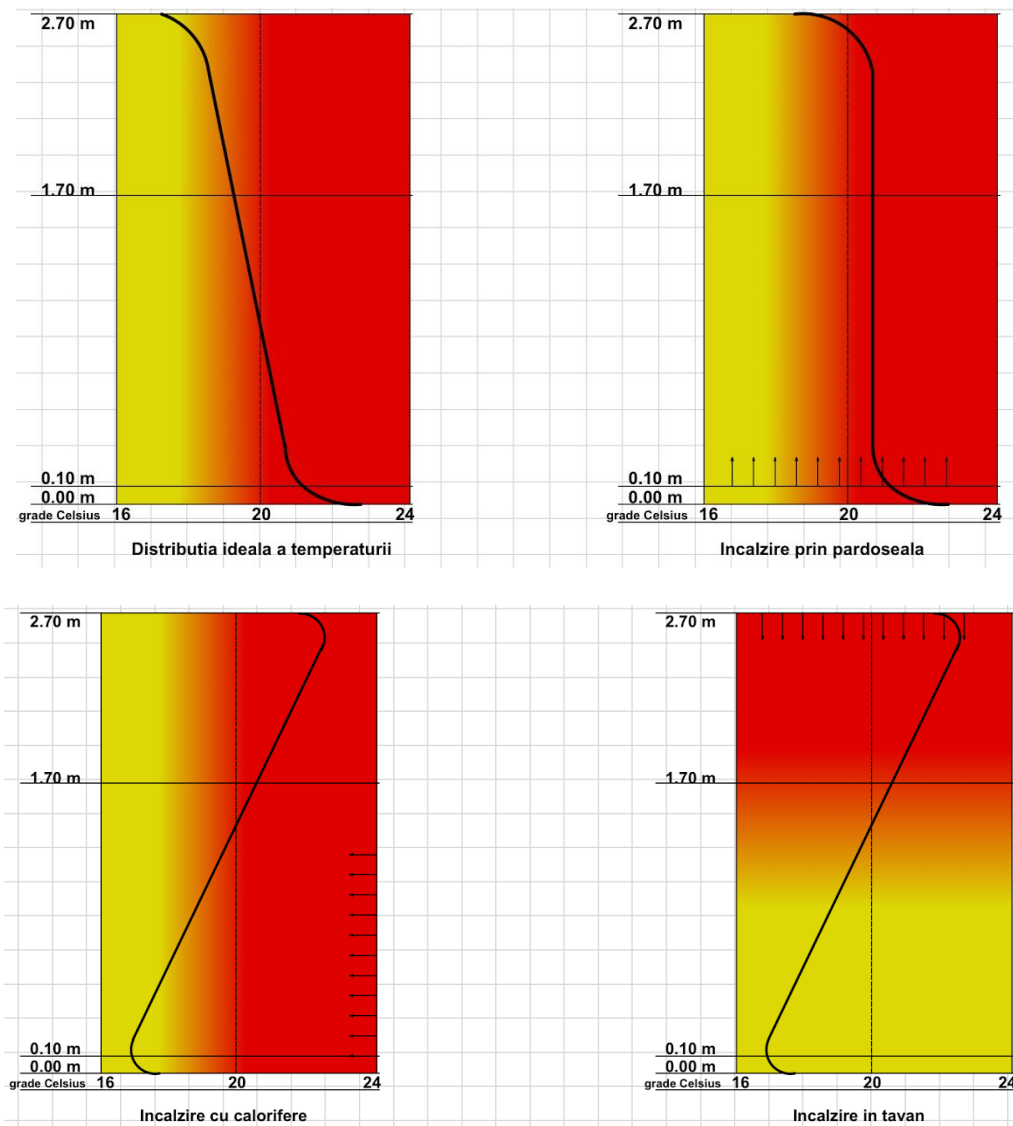 2.70 m
1.70 m
0.10 m
0.00 m
grade Celsius 16 20 24
Distributia ideala a temperaturii
2.70 m
1.70 m
0.10 m
0.00 m
grade Celsius 16 20 24
Incalzire prin pardoseala
2.70 m
1.70 m
0.10 m
0.00 m
grade Celsius 16 20 24
Incalzire cu calorifere
2.70 m
1.70 m
0.10 m
0.00 m
grade Celsius 16 20 24
Incalzire in tavan